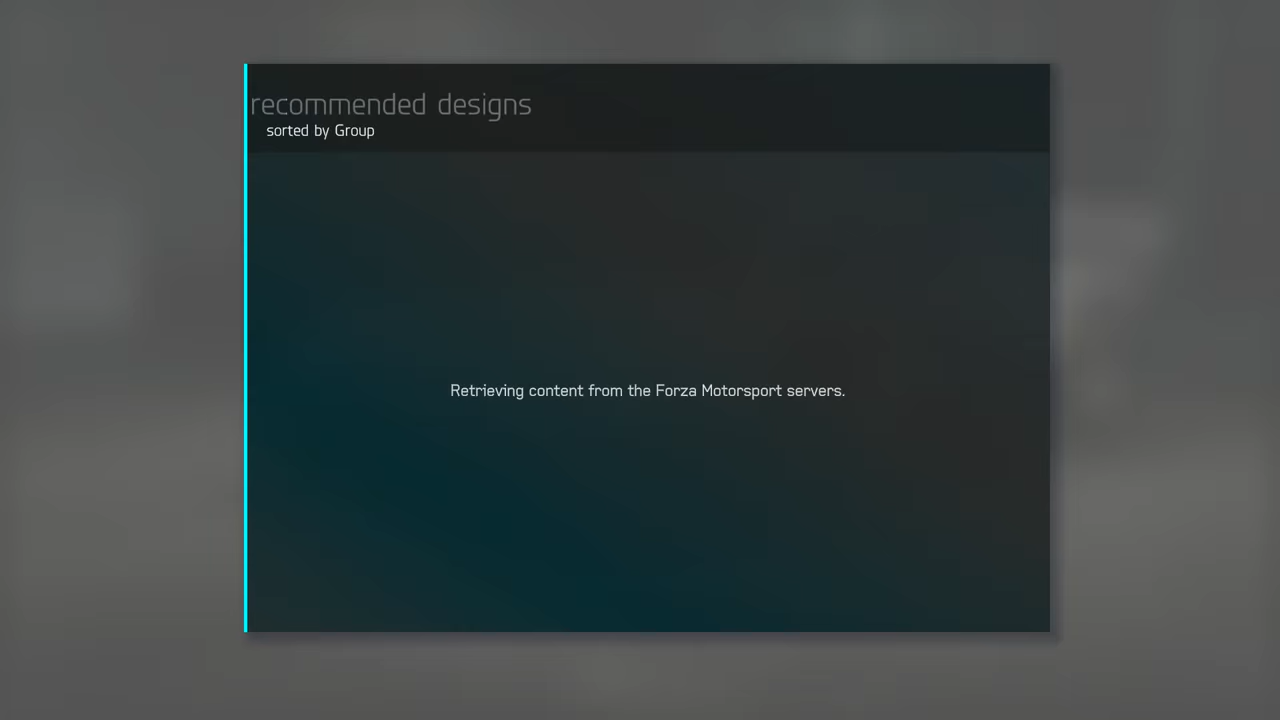 recommended designs
sorted by Group
Retrieving content from the Forza Motorsport servers.